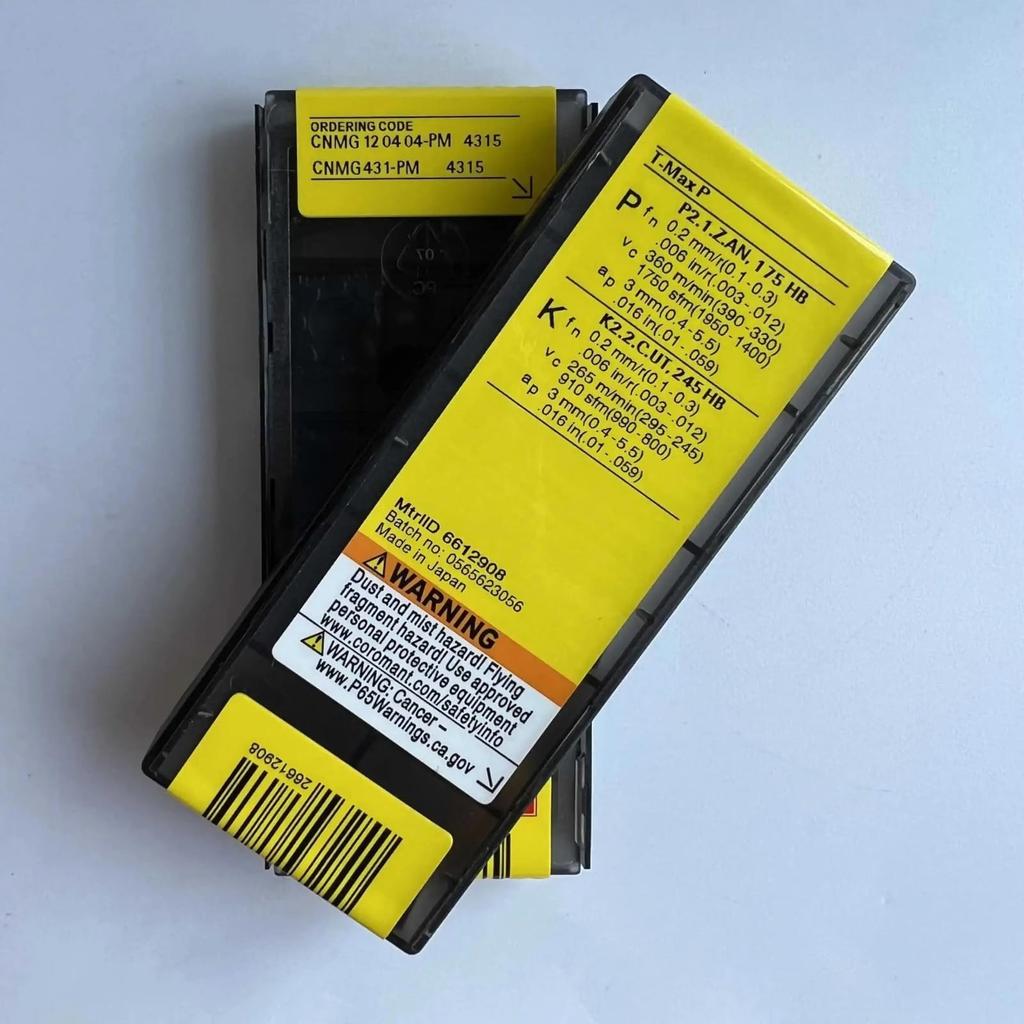 ORDERING CODE
CNMG 12 04 04-PM 4315
CNMG 431-PM 4315
07
PC
T-Max P
P2.1.Z.AN, 175 HB
P fn 0.2 mm/r(0.1-0.3)
.006 in/r(.003-.012)
vc 360 m/min(390-330)
1750 sfm(1950-1400)
ap 3 mm(0.4-5.5)
.016 in(.01-.059)
K2.2.C.UT, 245 HB
K fn 0.2 mm/r(0.1-0.3)
.006 in/r(.003-.012)
vc 265 m/min(295-245)
910 sfm(990-800)
ap 3 mm(0.4-5.5)
.016 in(.01-.059)
MtrlID 6612908
Batch no: 0565623056
Made in Japan
WARNING
Dust and mist hazard! Flying
fragment hazard! Use approved
personal protective equipment
www.coromant.com/safetyinfo
WARNING: Cancer –
www.P65Warnings.ca.gov
26612908